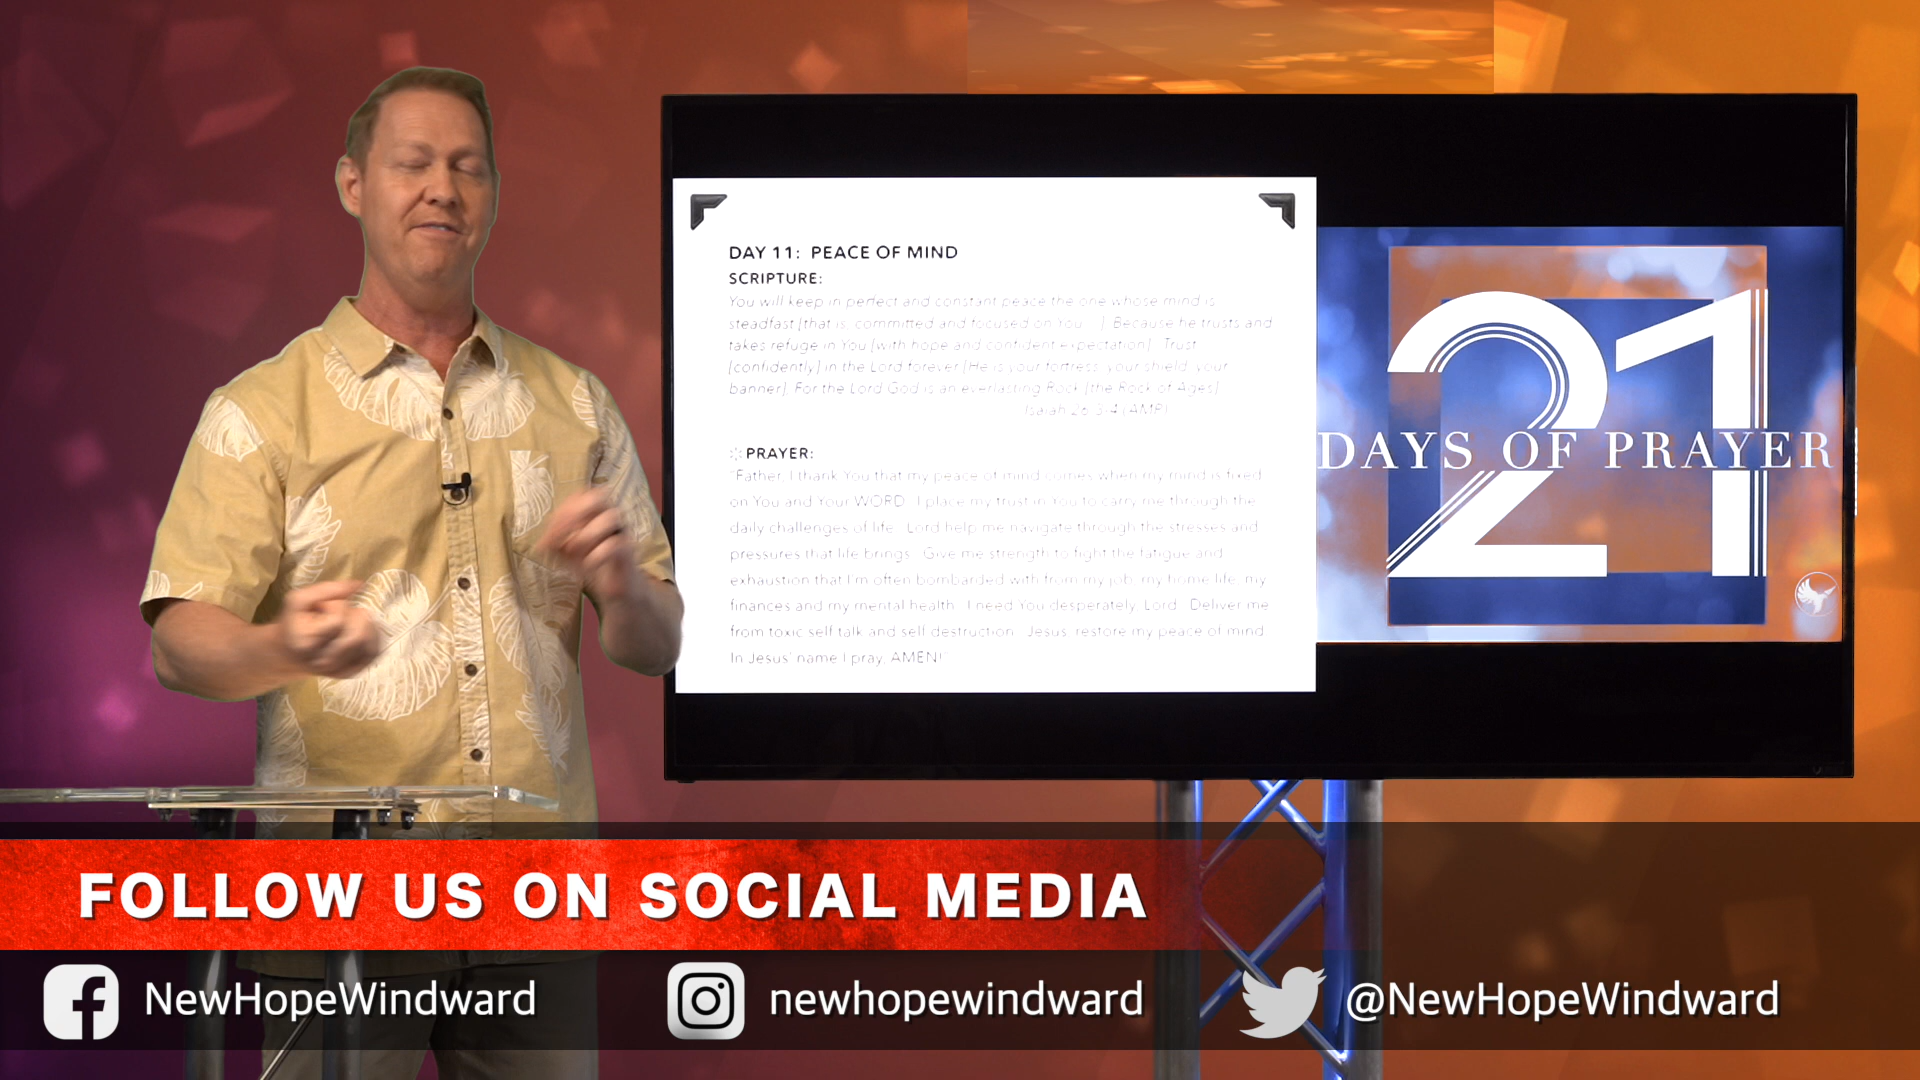 DAY 11: PEACE OF MIND
SCRIPTURE:
You will keep in perfect and constant peace the one whose mind is
steadfast [that is, committed and focused on You...] Because he trusts and
takes refuge in You [with hope and confident expectation]. Trust
[confidently] in the Lord forever [He is your fortress, your shield, your
banner], For the Lord God is an everlasting Rock [the Rock of Ages].
Isaiah 26:3-4 (AMP)
PRAYER:
"Father, I thank You that my peace of mind comes when my mind is fixed
on You and Your WORD. I place my trust in You to carry me through the
daily challenges of life. Lord help me navigate through the stresses and
pressures that life brings. Give me strength to fight the fatigue and
exhaustion that I'm often bombarded with from my job, my home life, my
finances and my mental health. I need You desperately, Lord. Deliver me
from toxic self talk and self destruction. Jesus, restore my peace of mind.
In Jesus' name I pray, AMEN!"
21
DAYS OF PRAYER
FOLLOW US ON SOCIAL MEDIA
NewHopeWindward
newhopewindward
@NewHopeWindward